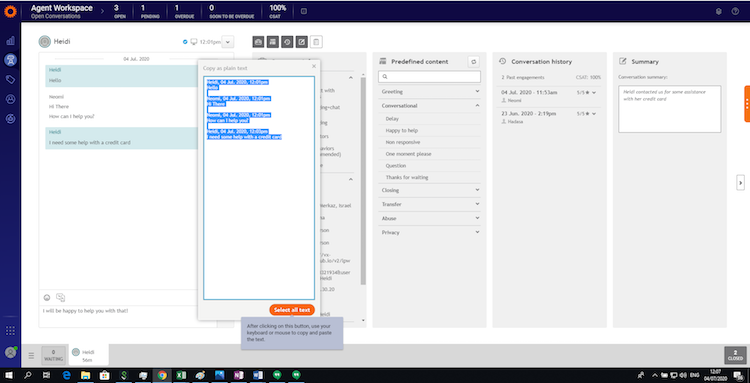 Agent Workspace
Open Conversations
3
OPEN
1
PENDING
1
OVERDUE
0
SOON TO BE OVERDUE
100%
CSAT
Heidi
12:01pm
04 Jul. 2020
Heidi
Hello
Noomi
Hi There
How can I help you?
Heidi
I need some help with a credit card
I will be happy to help you with that!
Copy as plain text
Heidi, 04 Jul. 2020, 12:01pm
Hello
Noomi, 04 Jul. 2020, 12:01pm
Hi There
Noomi, 04 Jul. 2020, 12:01pm
How can I help you?
Heidi, 04 Jul. 2020, 12:02pm
I need some help with a credit card
Select all text
After clicking on this button, use your
keyboard or mouse to copy and paste
the text.
Predefined content
Greeting
Conversational
Delay
Happy to help
Non responsive
One moment please
Question
Thanks for waiting
Closing
Transfer
Abuse
Privacy
Conversation history
2 Past engagements
CSAT: 100%
04 Jul. 2020 - 11:53am
5/5
Noomi
23 Jun. 2020 - 2:19pm
5/5
Hadasa
Summary
Conversation summary:
Heidi contacted us for some assistance
with her credit card
0
WAITING
Heidi
5min
2
CLOSED
ENG
12:07
04/07/2020